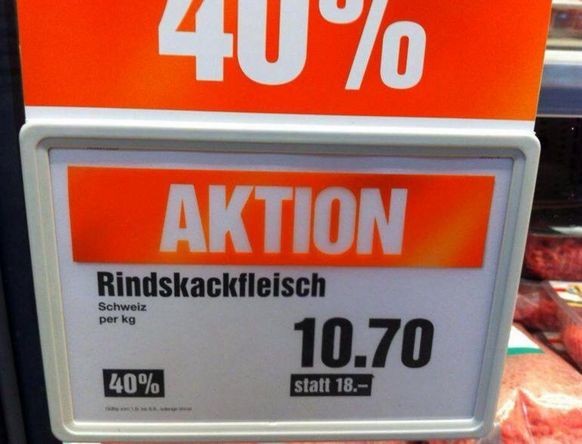 40%
AKTION
Rindskackfleisch
Schweiz
per kg
10.70
40%
statt 18.–